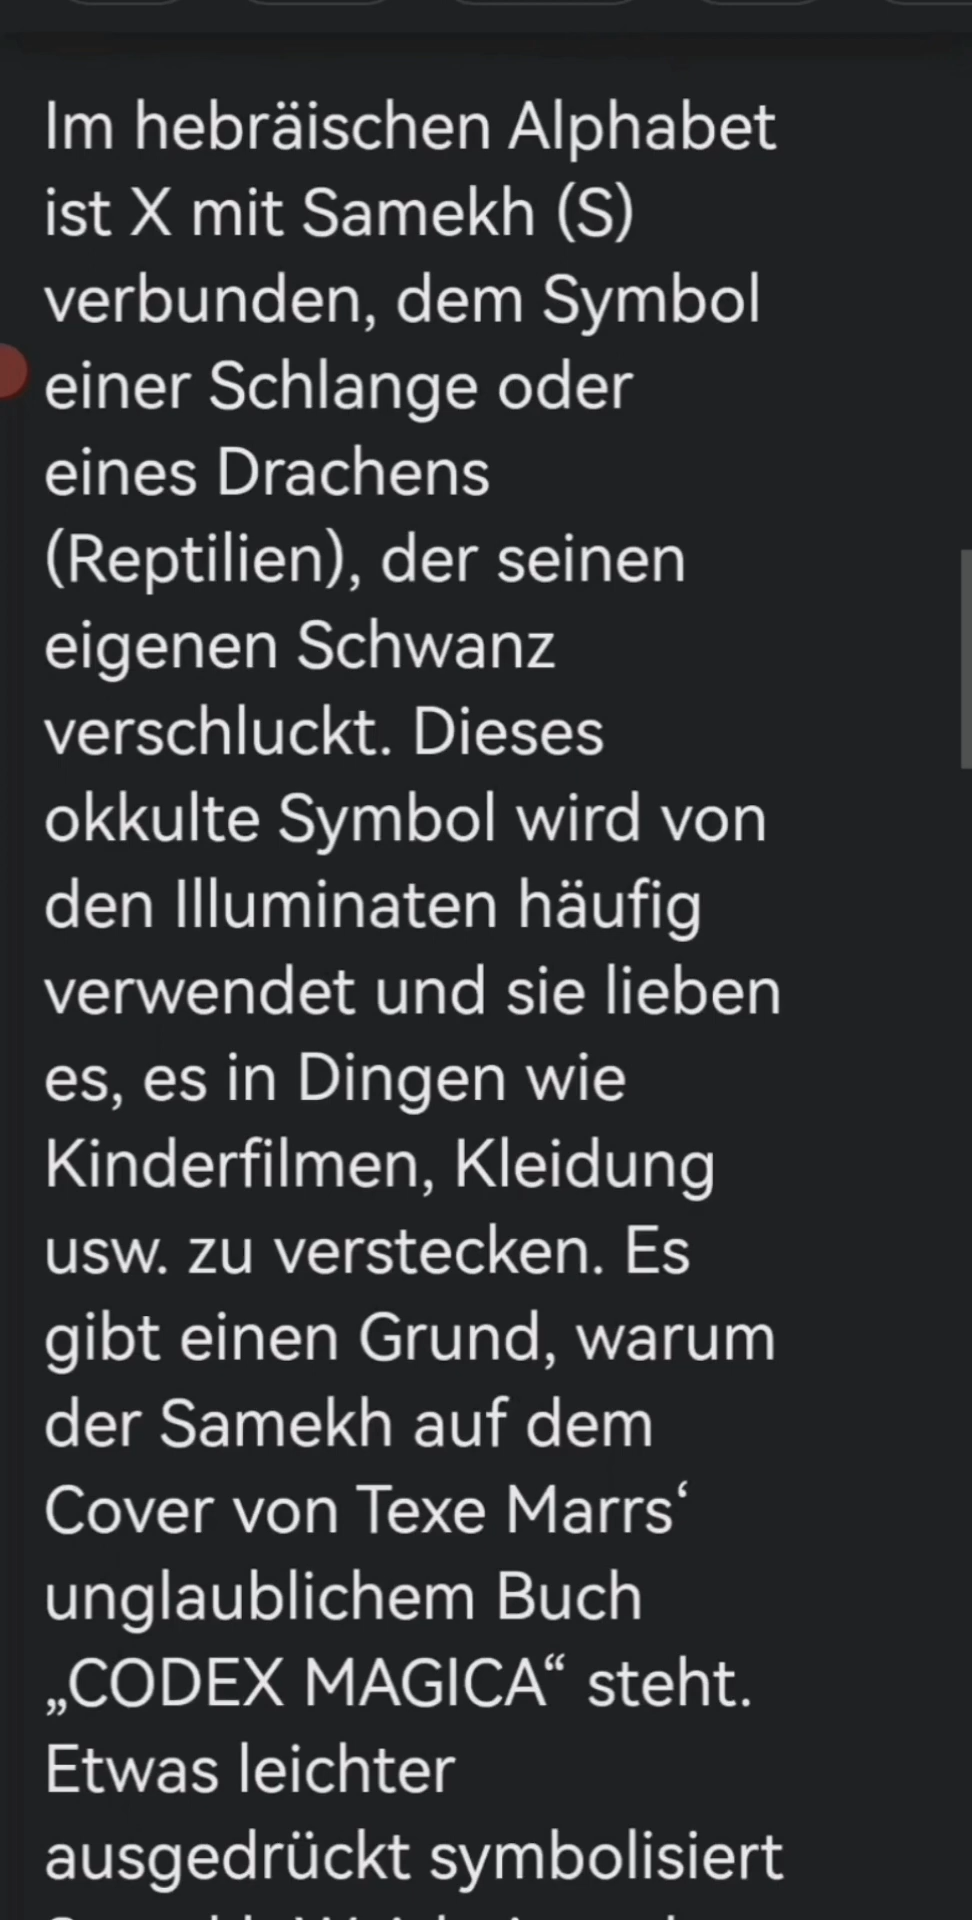 Im hebräischen Alphabet
ist X mit Samekh (S)
verbunden, dem Symbol
einer Schlange oder
eines Drachens
(Reptilien), der seinen
eigenen Schwanz
verschluckt. Dieses
okkulte Symbol wird von
den Illuminaten häufig
verwendet und sie lieben
es, es in Dingen wie
Kinderfilmen, Kleidung
usw. zu verstecken. Es
gibt einen Grund, warum
der Samekh auf dem
Cover von Texe Marrs‘
unglaublichem Buch
„CODEX MAGICA“ steht.
Etwas leichter
ausgedrückt symbolisiert